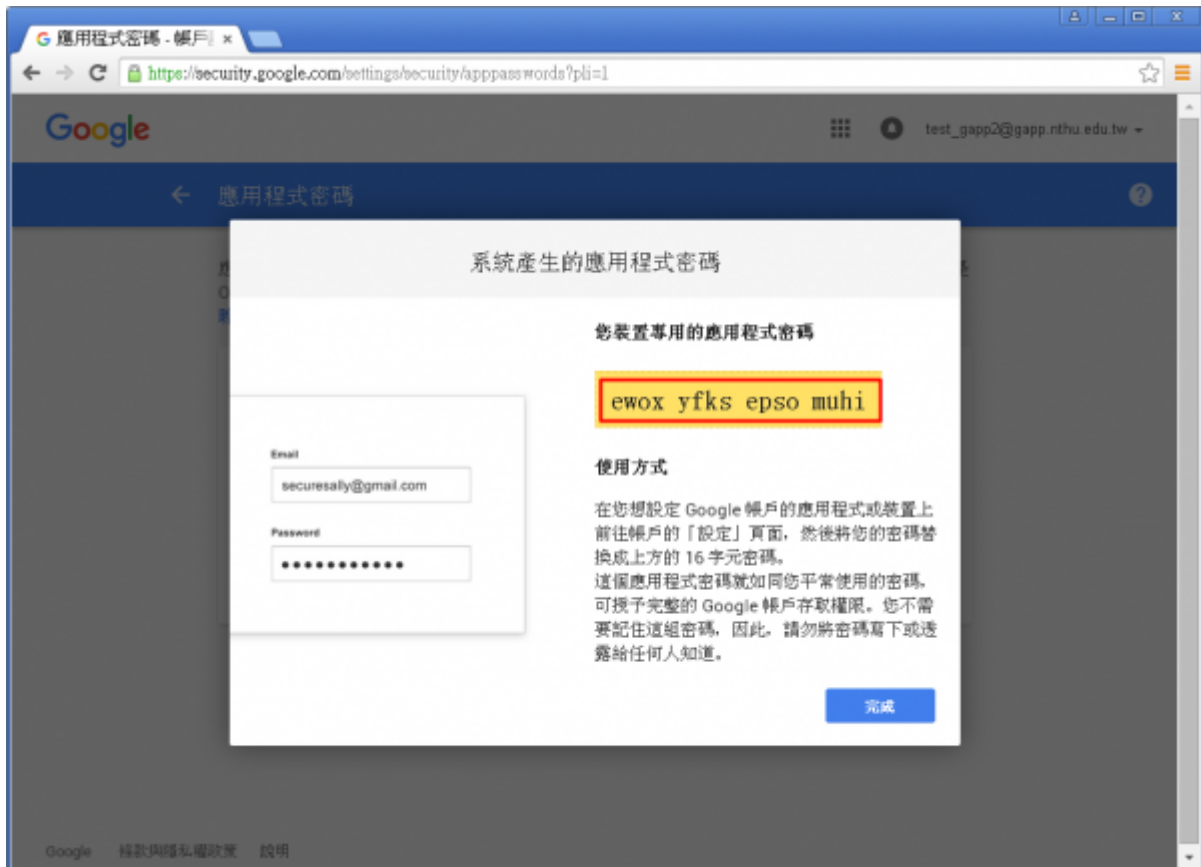 應用程式密碼 - 帳戶
https://security.google.com/settings/security/apppasswords?pli=1
Google
test_gapp2@gapp.nthu.edu.tw
應用程式密碼
系統產生的應用程式密碼
您裝置專用的應用程式密碼
ewox yfks epso muhi
Email
securesally@gmail.com
Password
使用方式
在您想設定 Google 帳戶的應用程式或裝置上
前往帳戶的「設定」頁面，然後將您的密碼替
換成上方的 16 字元密碼。
這個應用程式密碼就如同您平常使用的密碼，
可授予完整的 Google 帳戶存取權限。您不需
要記住這組密碼，因此，請勿將密碼寫下或透
露給任何人知道。
完成
Google 條款與隱私權政策 說明